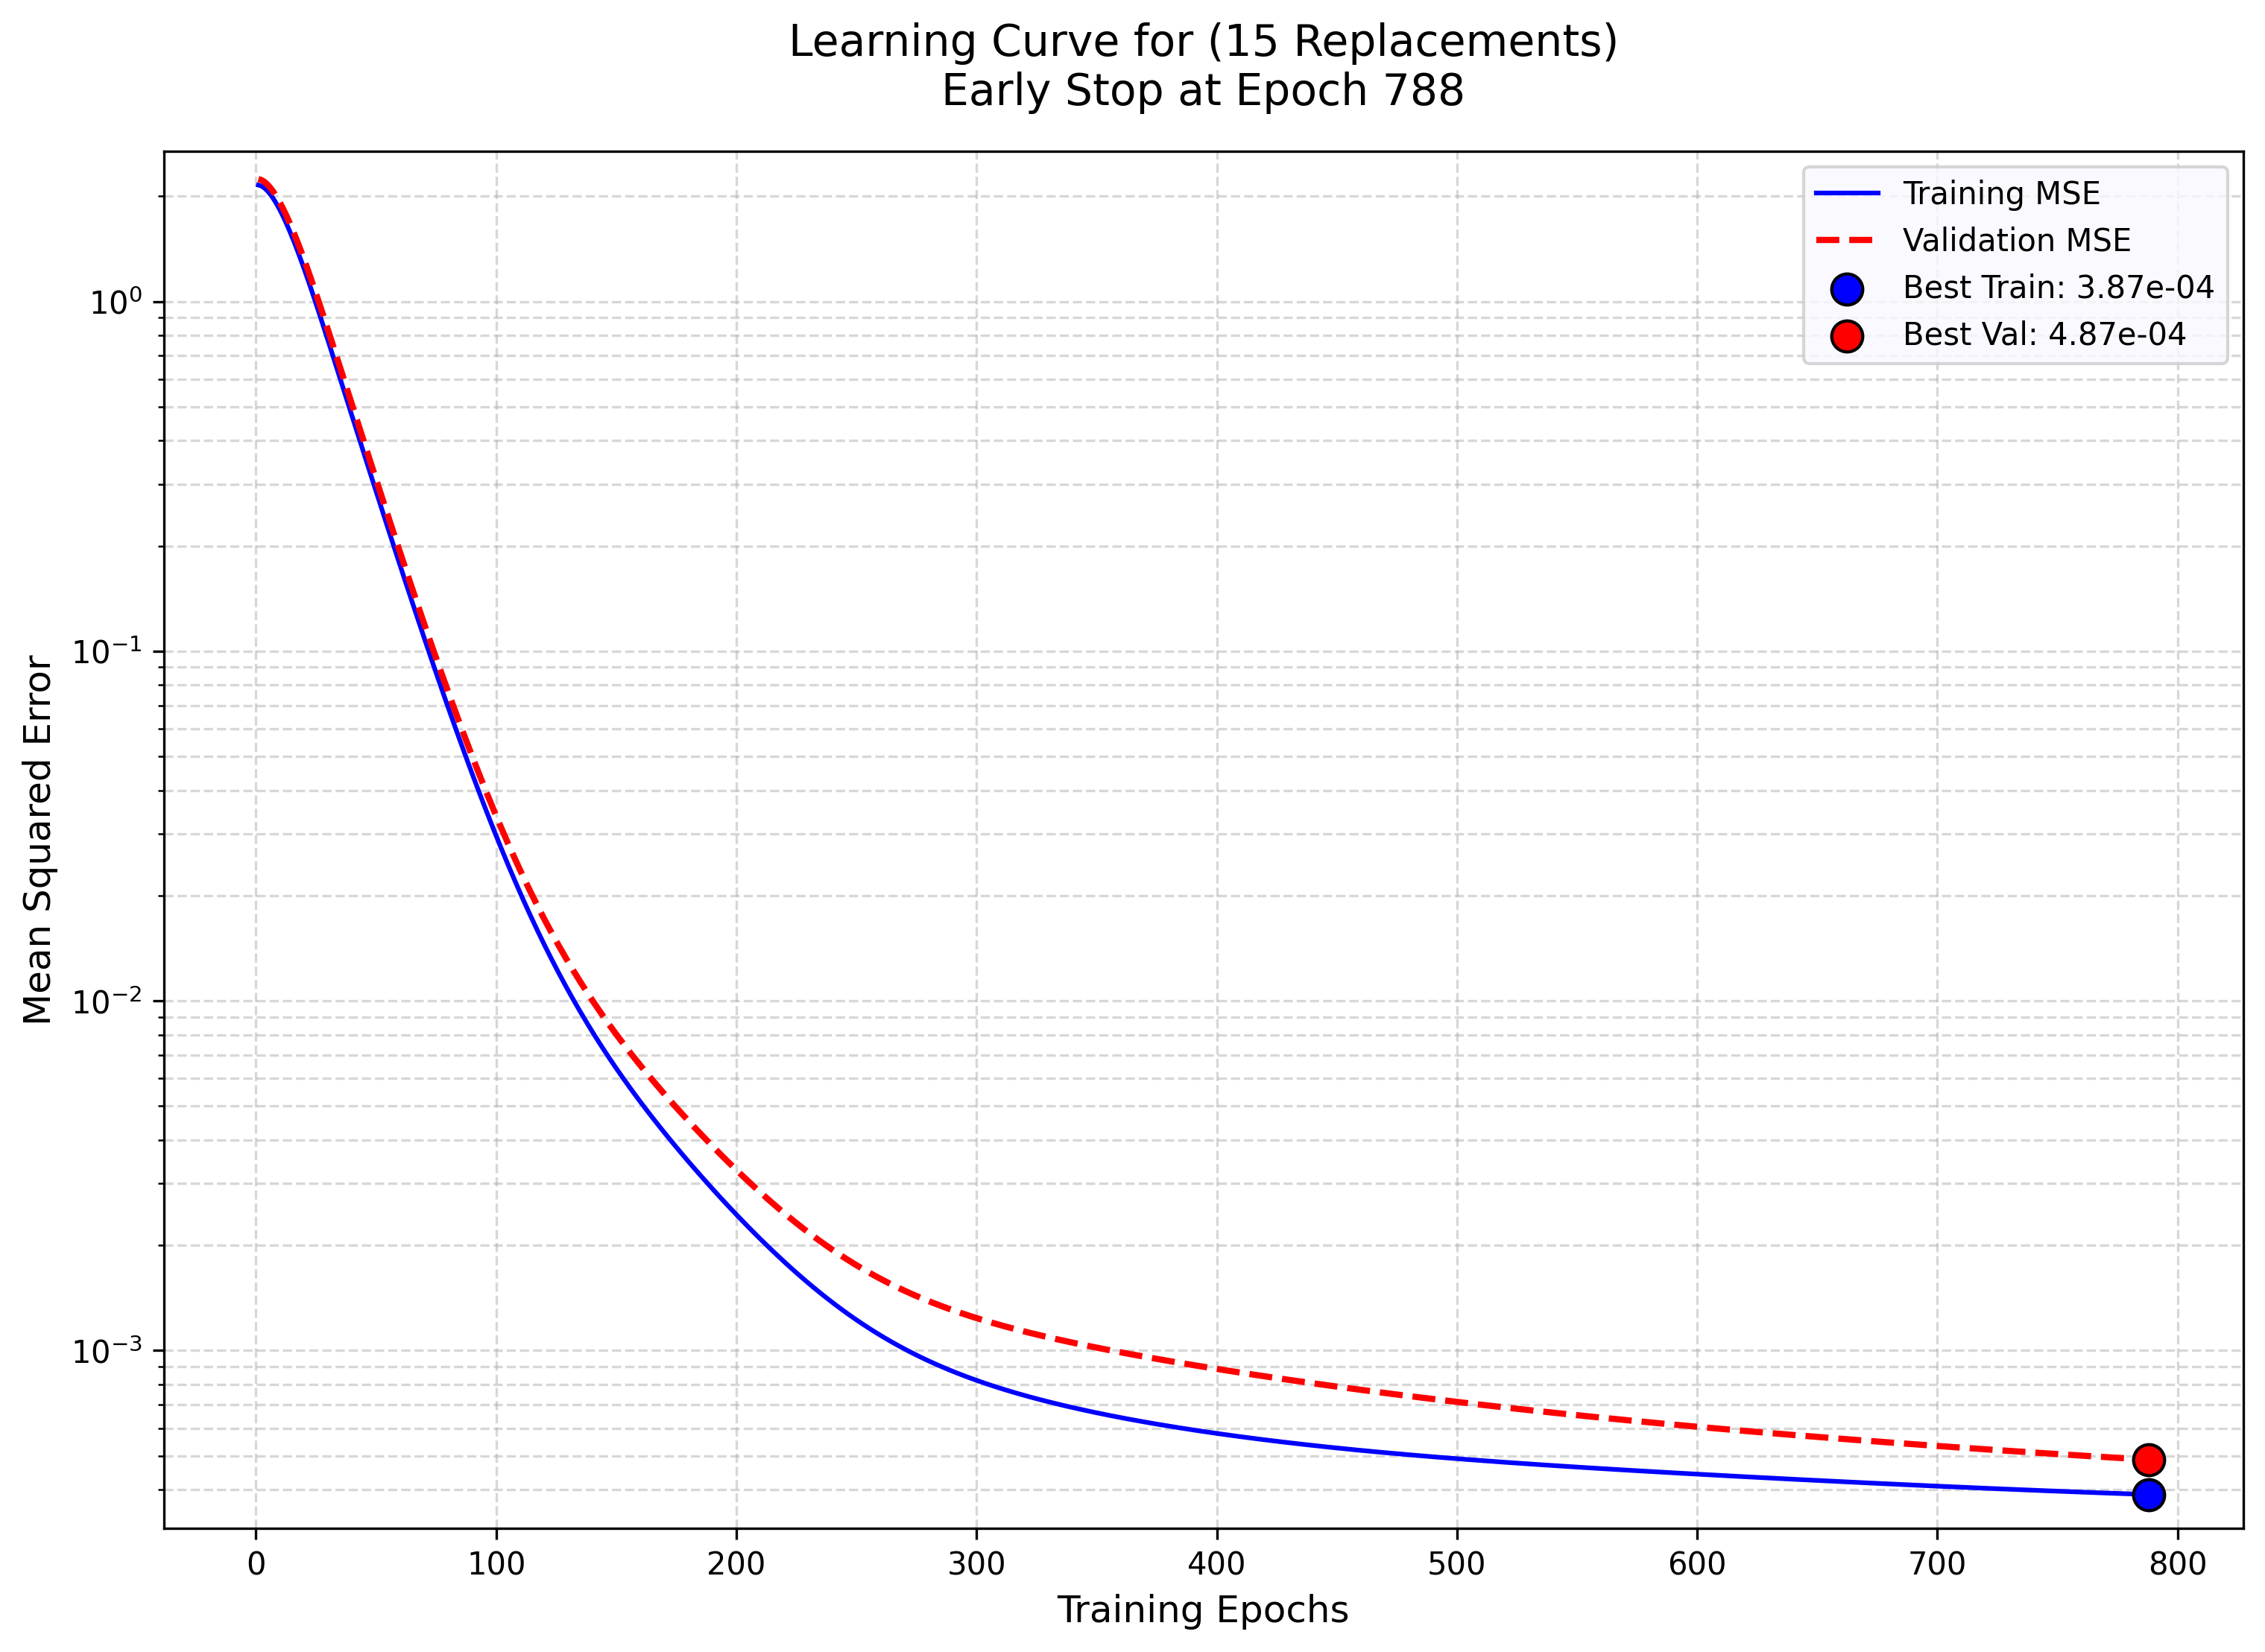 Learning Curve for (15 Replacements)
Early Stop at Epoch 788
Training MSE
Validation MSE
Best Train: 3.87e-04
Best Val: 4.87e-04
Mean Squared Error
10⁰
10⁻¹
10⁻²
10⁻³
0 100 200 300 400 500 600 700 800
Training Epochs